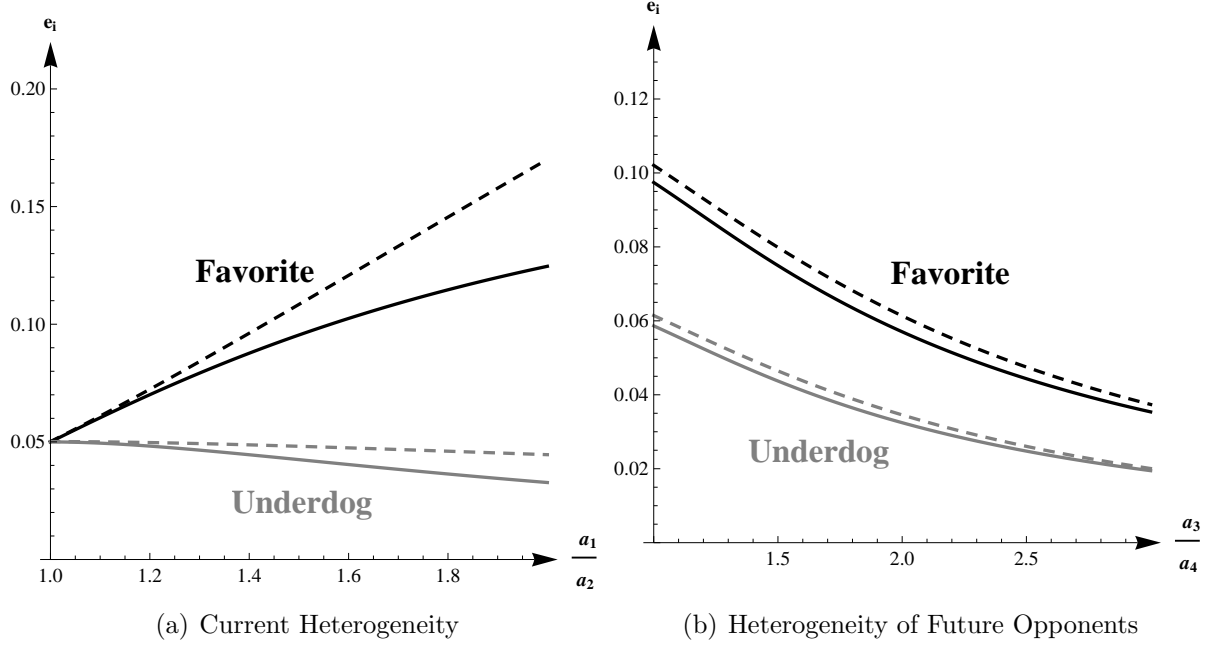 e_i
0.20
0.15
0.10
0.05
Favorite
Underdog
1.0 1.2 1.4 1.6 1.8
a_1
a_2
(a) Current Heterogeneity
e_i
0.12
0.10
0.08
0.06
0.04
0.02
Favorite
Underdog
1.5 2.0 2.5
a_3
a_4
(b) Heterogeneity of Future Opponents